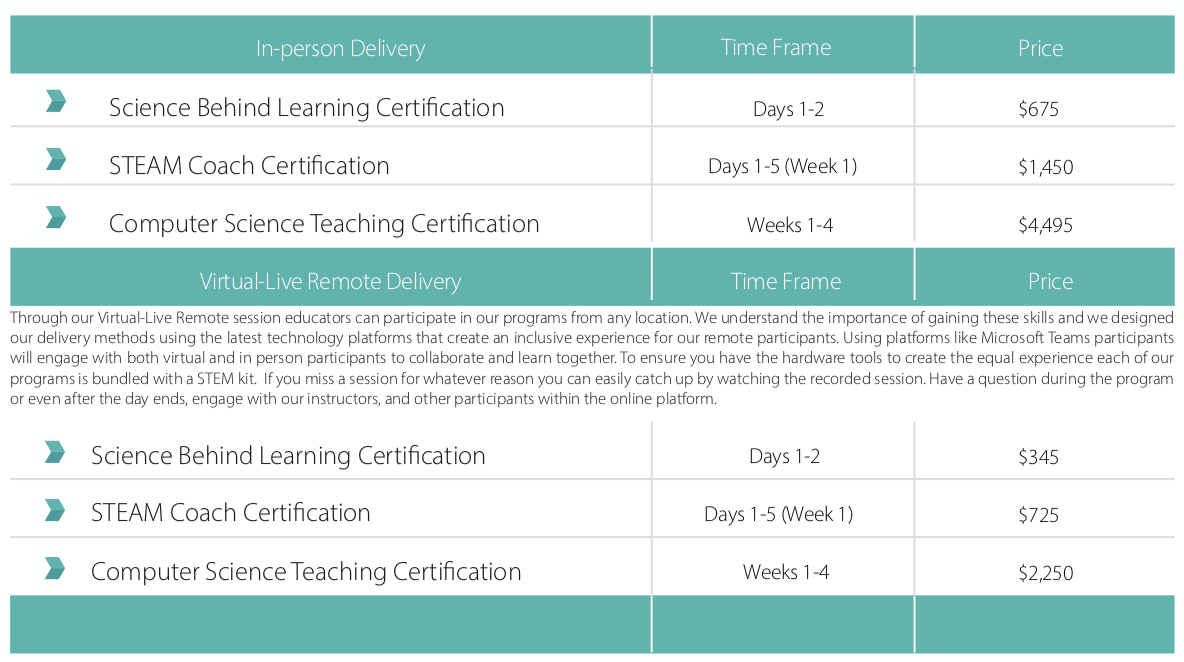 In-person Delivery Time Frame Price
Science Behind Learning Certification Days 1-2 $675
STEAM Coach Certification Days 1-5 (Week 1) $1,450
Computer Science Teaching Certification Weeks 1-4 $4,495
Virtual-Live Remote Delivery Time Frame Price
Through our Virtual-Live Remote session educators can participate in our programs from any location. We understand the importance of gaining these skills and we designed
our delivery methods using the latest technology platforms that create an inclusive experience for our remote participants. Using platforms like Microsoft Teams participants
will engage with both virtual and in person participants to collaborate and learn together. To ensure you have the hardware tools to create the equal experience each of our
programs is bundled with a STEM kit. If you miss a session for whatever reason you can easily catch up by watching the recorded session. Have a question during the program
or even after the day ends, engage with our instructors, and other participants within the online platform.
Science Behind Learning Certification Days 1-2 $345
STEAM Coach Certification Days 1-5 (Week 1) $725
Computer Science Teaching Certification Weeks 1-4 $2,250